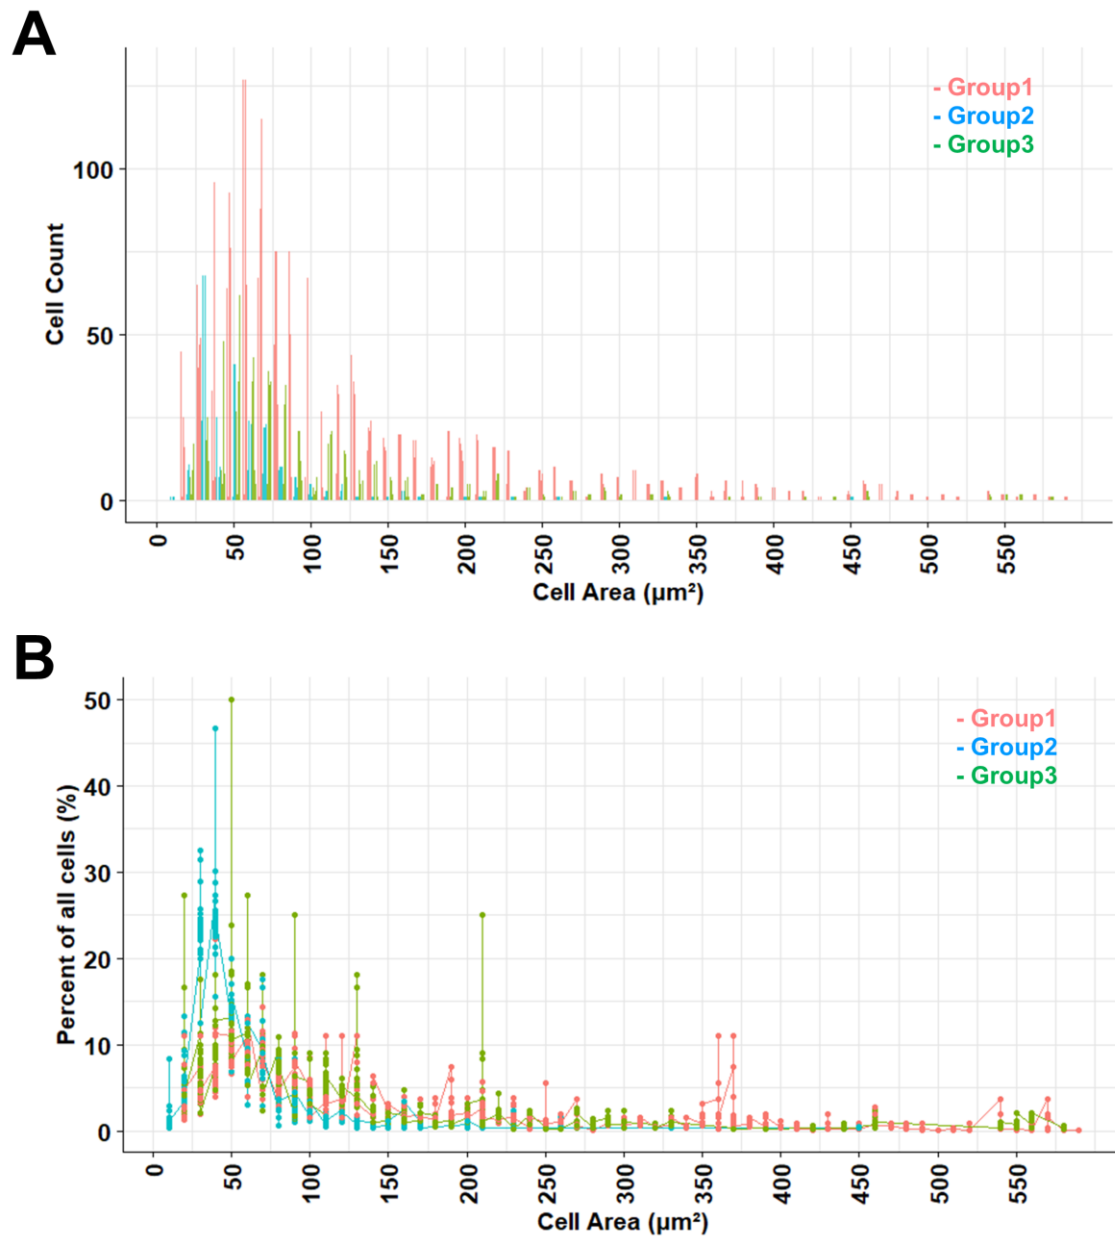 A
- Group1
- Group2
- Group3
100
50
0
Cell Count
0 50 100 150 200 250 300 350 400 450 500 550
Cell Area (µm²)
B
- Group1
- Group2
- Group3
50
40
30
20
10
0
Percent of all cells (%)
0 50 100 150 200 250 300 350 400 450 500 550
Cell Area (µm²)